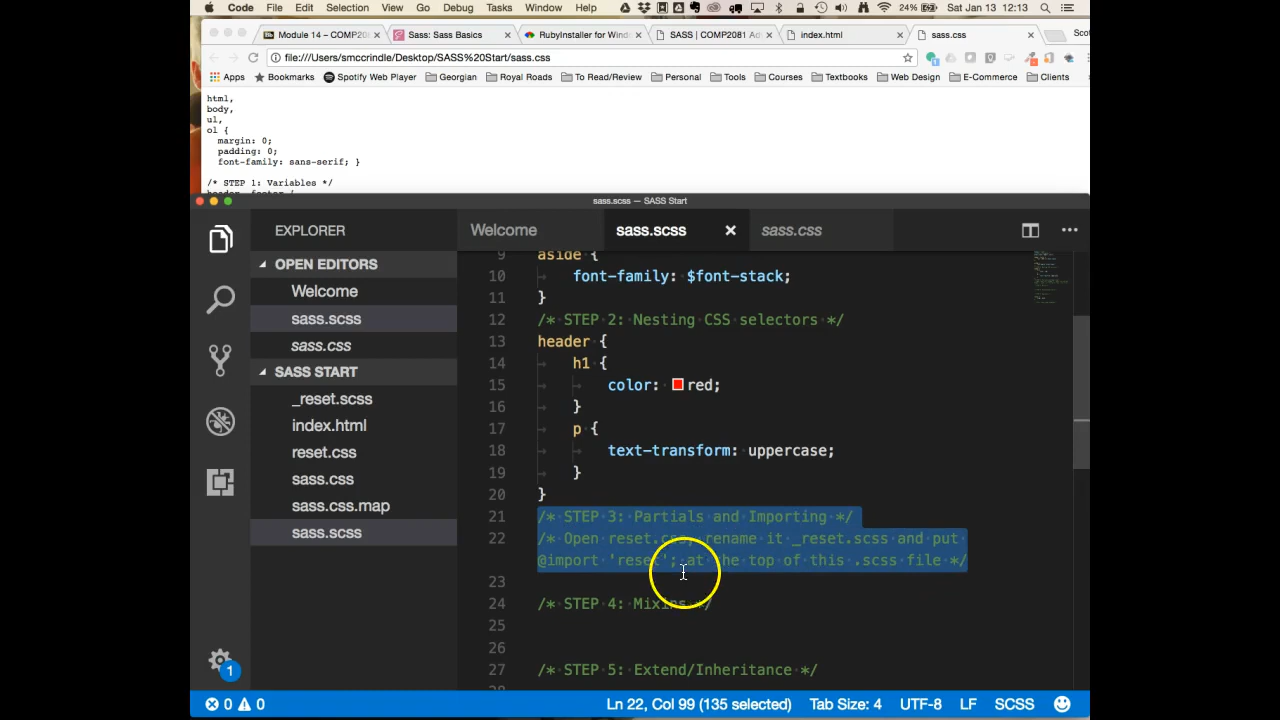 Code File Edit Selection View Go Debug Tasks Window Help 24% Sat Jan 13 12:13
Module 14 – COMP20 Sass: Sass Basics RubyInstaller for Wind SASS | COMP2081 Ad index.html sass.css
file:///Users/smccrindle/Desktop/SASS%20Start/sass.css
Apps Bookmarks Spotify Web Player Georgian Royal Roads To Read/Review Personal Tools Courses Textbooks Web Design E-Commerce Clients
html,
body,
ul,
ol {
margin: 0;
padding: 0;
font-family: sans-serif; }
/* STEP 1: Variables */
sass.scss — SASS Start
EXPLORER Welcome sass.scss sass.css
OPEN EDITORS
Welcome
sass.scss
sass.css
SASS START
_reset.scss
index.html
reset.css
sass.css
sass.css.map
sass.scss
9 aside {
10 font-family: $font-stack;
11 }
12 /* STEP 2: Nesting CSS selectors */
13 header {
14 h1 {
15 color: red;
16 }
17 p {
18 text-transform: uppercase;
19 }
20 }
21 /* STEP 3: Partials and Importing */
22 /* Open reset.css, rename it _reset.scss and put
@import 'reset'; at the top of this .scss file */
23
24 /* STEP 4: Mixins */
25
26
27 /* STEP 5: Extend/Inheritance */
1
0 0 Ln 22, Col 99 (135 selected) Tab Size: 4 UTF-8 LF SCSS